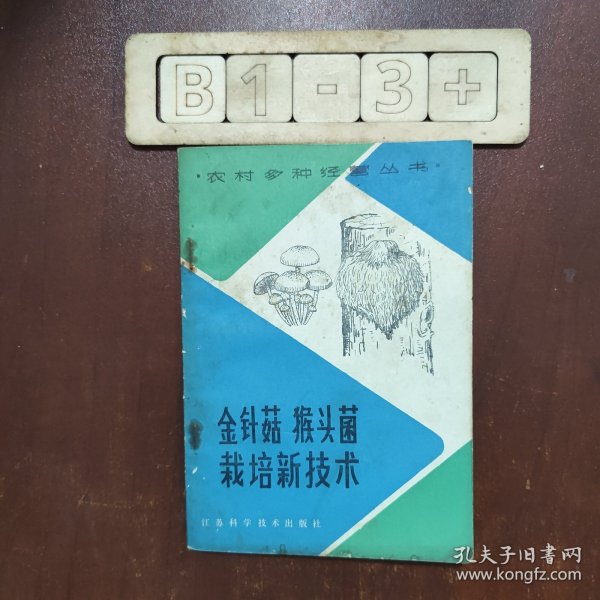 B1-3+
·农村多种经营丛书·
金针菇 猴头菌
栽培新技术
江苏科学技术出版社
孔夫子旧书网
www.kongfz.com